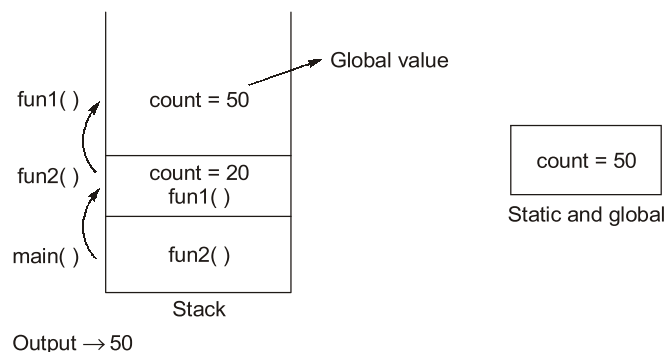 Global value
fun1( )
count = 50
fun2( )
count = 20
fun1( )
count = 50
Static and global
main( )
fun2( )
Stack
Output → 50